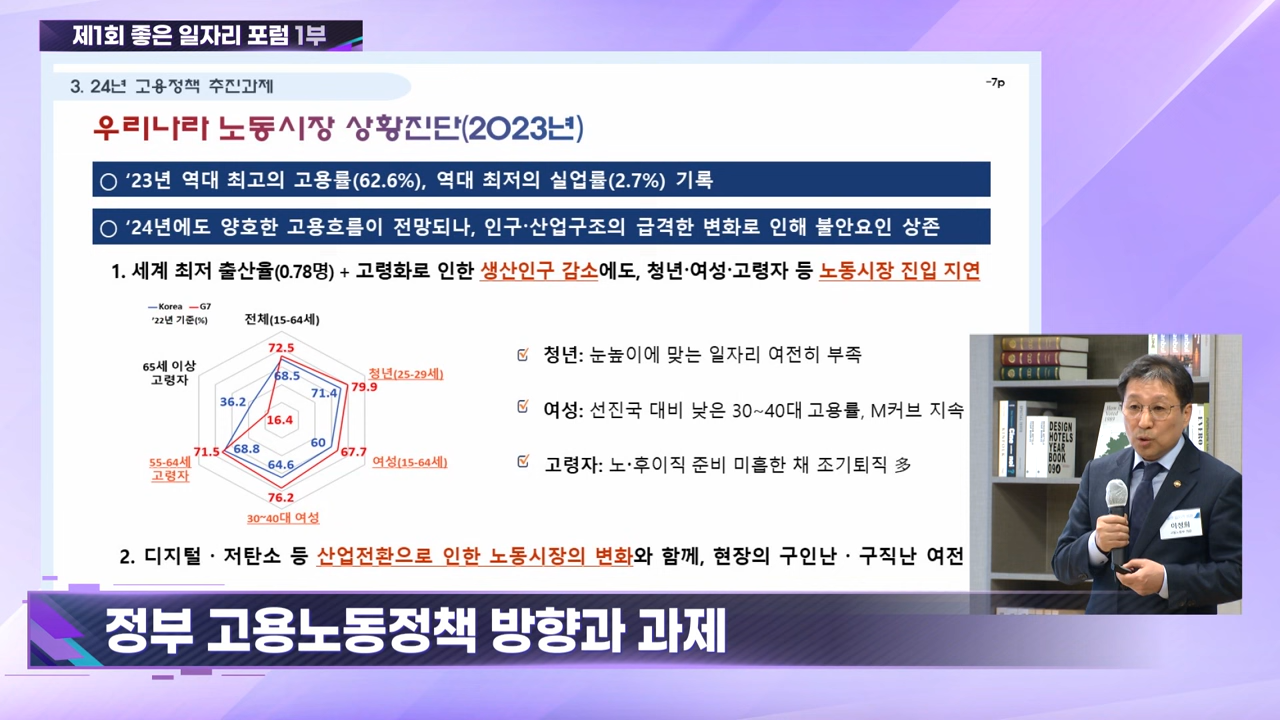 제1회 좋은 일자리 포럼 1부
3. 24년 고용정책 추진과제
-7p
우리나라 노동시장 상황진단(2023년)
○ ‘23년 역대 최고의 고용률(62.6%), 역대 최저의 실업률(2.7%) 기록
○ ‘24년에도 양호한 고용흐름이 전망되나, 인구·산업구조의 급격한 변화로 인해 불안요인 상존
1. 세계 최저 출산율(0.78명) + 고령화로 인한 생산인구 감소에도, 청년·여성·고령자 등 노동시장 진입 지연
Korea G7
’22년 기준(%)
전체(15-64세)
72.5
68.5
65세 이상
고령자
36.2
16.4
청년(25-29세)
71.4
79.9
60
67.7
여성(15-64세)
71.5
68.8
55-64세
고령자
64.6
76.2
30~40대 여성
청년: 눈높이에 맞는 일자리 여전히 부족
여성: 선진국 대비 낮은 30~40대 고용률, M커브 지속
고령자: 노·후이직 준비 미흡한 채 조기퇴직 多
2. 디지털 · 저탄소 등 산업전환으로 인한 노동시장의 변화와 함께, 현장의 구인난 · 구직난 여전
DESIGN
HOTELS
YEAR
BOOK
정부 고용노동정책 방향과 과제